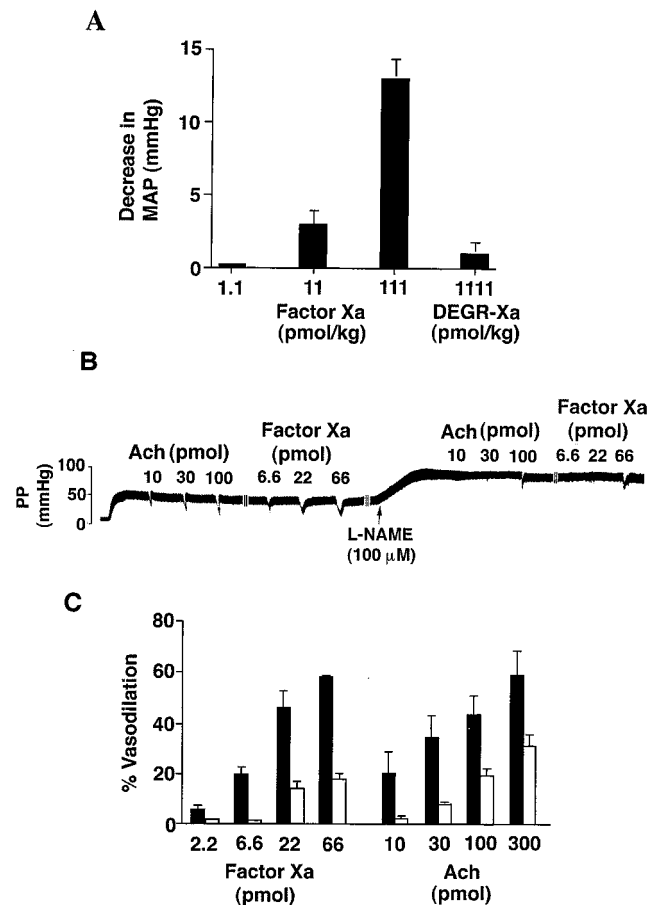 A
Decrease in
MAP (mmHg)
15
10
5
0
1.1 11 111 1111
Factor Xa DEGR-Xa
(pmol/kg) (pmol/kg)
B
Ach (pmol) Factor Xa
(pmol)
10 30 100 6.6 22 66
Ach (pmol) Factor Xa
(pmol)
10 30 100 6.6 22 66
PP
(mmHg)
100
50
0
L-NAME
(100 μM)
C
% Vasodilation
80
60
40
20
0
2.2 6.6 22 66 10 30 100 300
Factor Xa Ach
(pmol) (pmol)